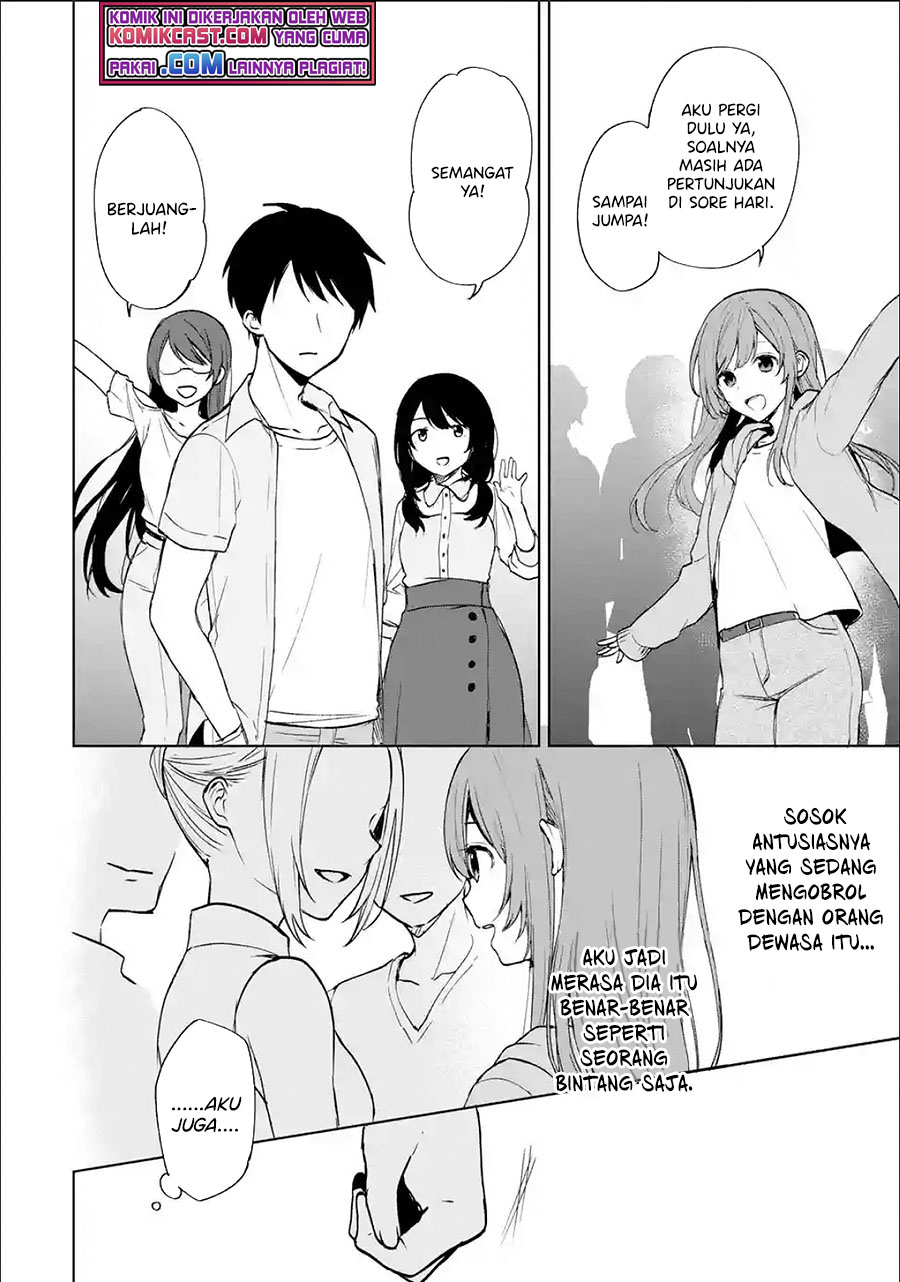 KOMIK INI DIKERJAKAN OLEH WEB
KOMIKCAST.COM YANG CUMA
PAKAI .COM LAINNYA PLAGIAT!
AKU PERGI
DULU YA,
SOALNYA
MASIH ADA
PERTUNJUKAN
DI SORE HARI.
SAMPAI
JUMPA!
SEMANGAT
YA!
BERJUANG-
LAH!
SOSOK
ANTUSIASNYA
YANG SEDANG
MENGOBROL
DENGAN ORANG
DEWASA ITU...
AKU JADI
MERASA DIA ITU
BENAR-BENAR
SEPERTI
SEORANG
BINTANG SAJA.
......AKU
JUGA....